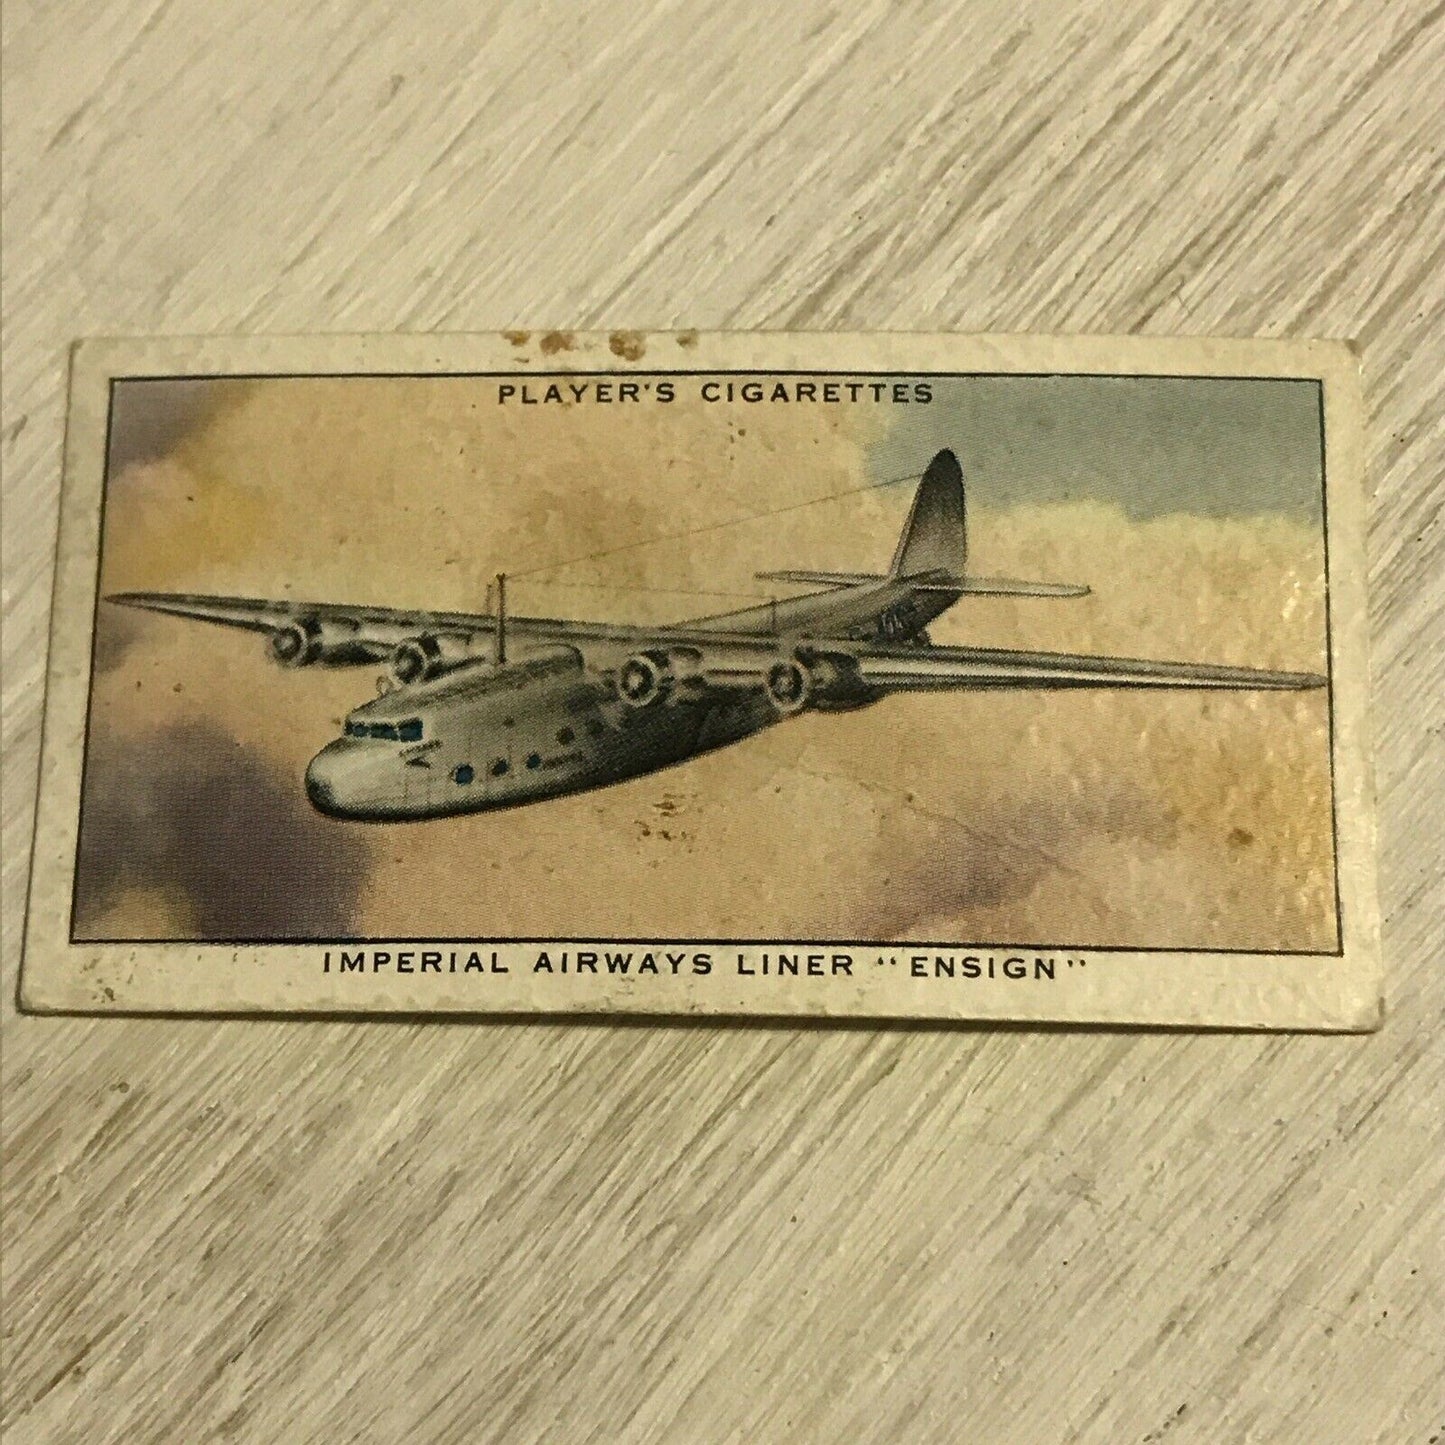 PLAYER'S CIGARETTES
IMPERIAL AIRWAYS LINER "ENSIGN"